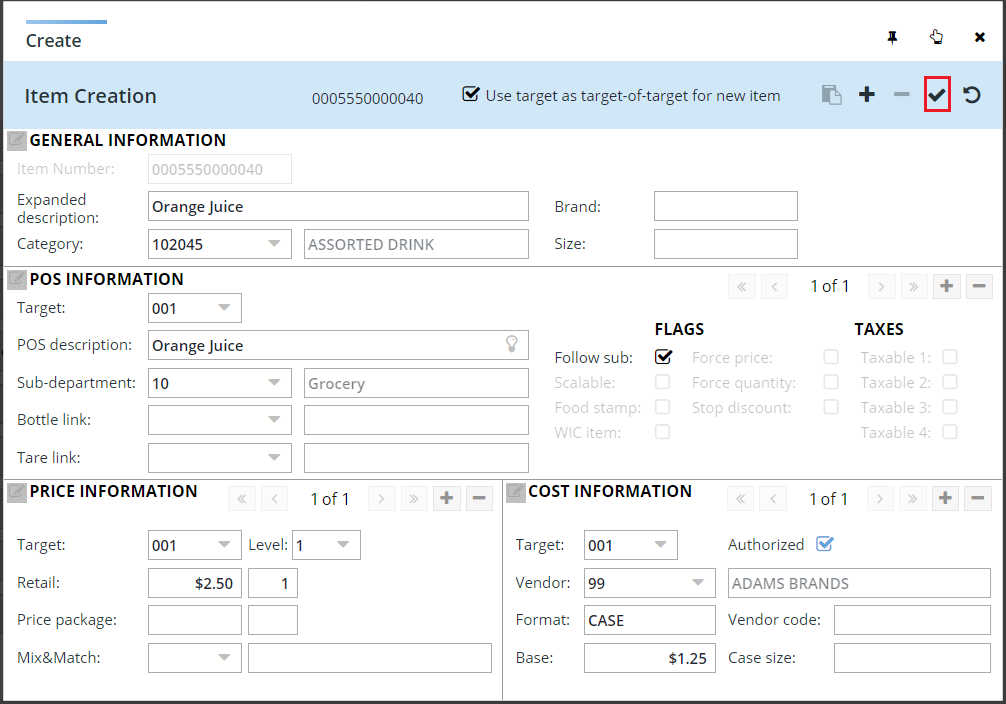 Create
Item Creation 0005550000040 Use target as target-of-target for new item
GENERAL INFORMATION
Item Number: 0005550000040
Expanded description: Orange Juice Brand:
Category: 102045 ASSORTED DRINK Size:
POS INFORMATION « ‹ 1 of 1 › » + −
Target: 001
FLAGS TAXES
POS description: Orange Juice
Follow sub: Force price: Taxable 1:
Sub-department: 10 Grocery
Scalable: Force quantity: Taxable 2:
Food stamp: Stop discount: Taxable 3:
Bottle link:
WIC item: Taxable 4:
Tare link:
PRICE INFORMATION « ‹ 1 of 1 › » + −
Target: 001 Level: 1
Retail: $2.50 1
Price package:
Mix&Match:
COST INFORMATION « ‹ 1 of 1 › » + −
Target: 001 Authorized
Vendor: 99 ADAMS BRANDS
Format: CASE Vendor code:
Base: $1.25 Case size: